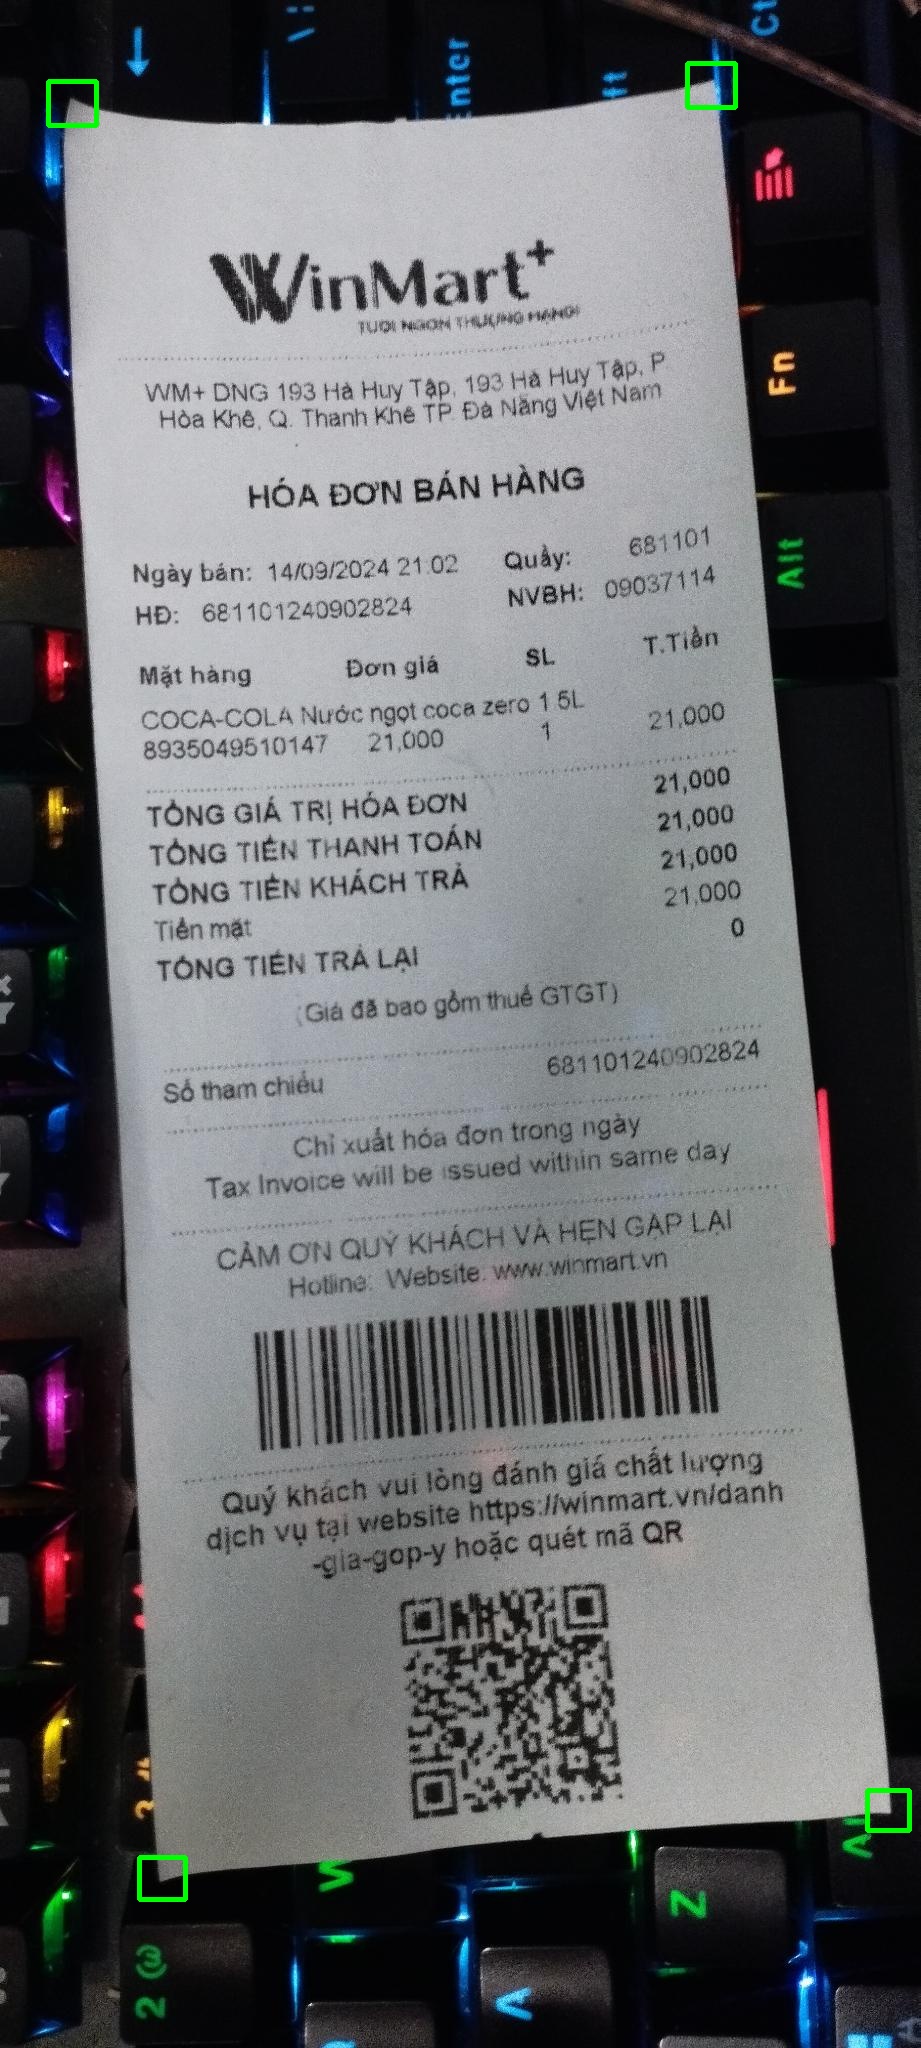 Enter
Ct
Fn
Alt
WinMart+
TƯƠI NGON THƯỢNG HẠNG!
WM+ DNG 193 Hà Huy Tập, 193 Hà Huy Tập, P
Hòa Khê, Q. Thanh Khê TP. Đà Nẵng Việt Nam
HÓA ĐƠN BÁN HÀNG
Ngày bán: 14/09/2024 21:02 Quầy: 681101
HĐ: 681101240902824 NVBH: 09037114
Mặt hàng Đơn giá SL T.Tiền
COCA-COLA Nước ngọt coca zero 1.5L
8935049510147 21,000 1 21,000
TỔNG GIÁ TRỊ HÓA ĐƠN 21,000
TỔNG TIỀN THANH TOÁN 21,000
TỔNG TIỀN KHÁCH TRẢ 21,000
Tiền mặt 21,000
TỔNG TIỀN TRẢ LẠI 0
(Giá đã bao gồm thuế GTGT)
Số tham chiếu 681101240902824
Chỉ xuất hóa đơn trong ngày
Tax Invoice will be issued within same day
CẢM ƠN QUÝ KHÁCH VÀ HẸN GẶP LẠI
Hotline: Website: www.winmart.vn
Quý khách vui lòng đánh giá chất lượng
dịch vụ tại website https://winmart.vn/danh
-gia-gop-y hoặc quét mã QR
Z
2